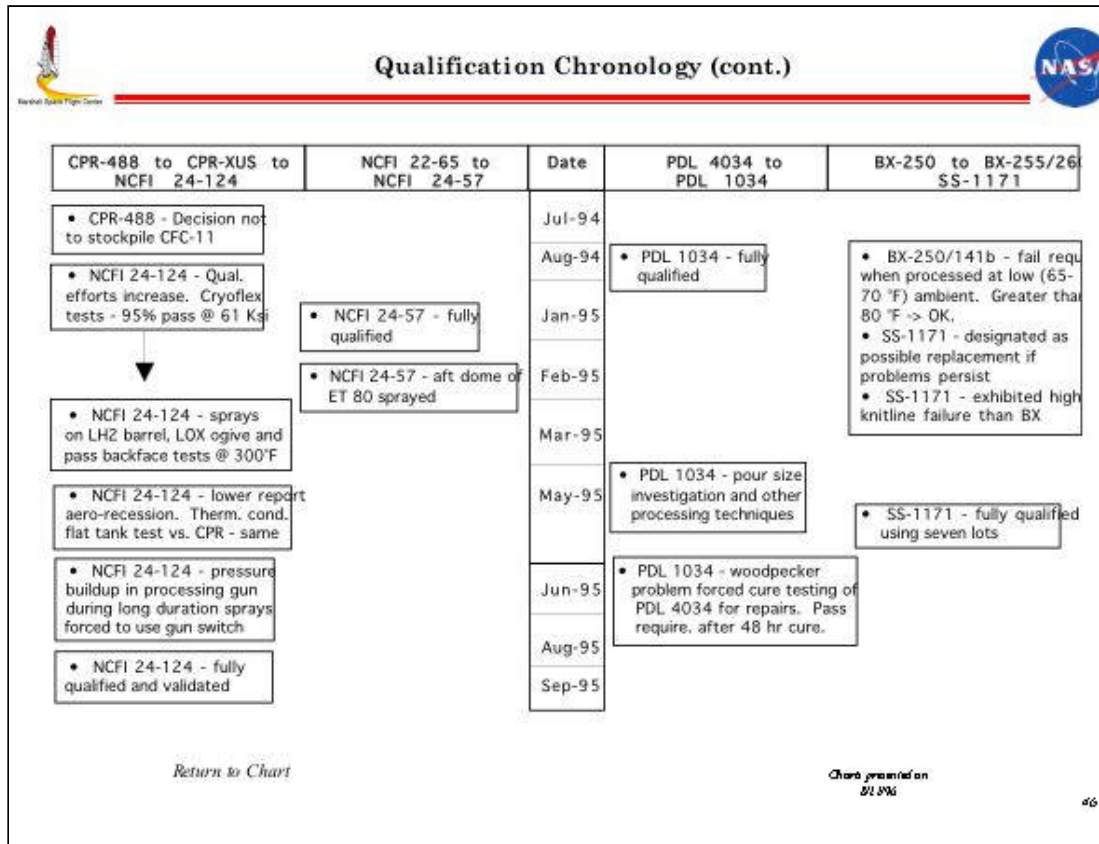 Qualification Chronology (cont.)
Marshall Space Flight Center
NASA
CPR-488 to CPR-XUS to
NCFI 24-124
NCFI 22-65 to
NCFI 24-57
Date
PDL 4034 to
PDL 1034
BX-250 to BX-255/260
SS-1171
• CPR-488 - Decision not
to stockpile CFC-11
• NCFI 24-124 - Qual.
efforts increase. Cryoflex
tests - 95% pass @ 61 Ksi
• NCFI 24-124 - sprays
on LH2 barrel, LOX ogive and
pass backface tests @ 300°F
• NCFI 24-124 - lower report
aero-recession. Therm. cond.
flat tank test vs. CPR - same
• NCFI 24-124 - pressure
buildup in processing gun
during long duration sprays
forced to use gun switch
• NCFI 24-124 - fully
qualified and validated
• NCFI 24-57 - fully
qualified
• NCFI 24-57 - aft dome of
ET 80 sprayed
Jul-94
Aug-94
Jan-95
Feb-95
Mar-95
May-95
Jun-95
Aug-95
Sep-95
• PDL 1034 - fully
qualified
• PDL 1034 - pour size
investigation and other
processing techniques
• PDL 1034 - woodpecker
problem forced cure testing of
PDL 4034 for repairs. Pass
require. after 48 hr cure.
• BX-250/141b - fail requ
when processed at low (65-
70 °F) ambient. Greater than
80 °F -> OK.
• SS-1171 - designated as
possible replacement if
problems persist
• SS-1171 - exhibited high
knitline failure than BX
• SS-1171 - fully qualified
using seven lots
Return to Chart
Charts presented on
46